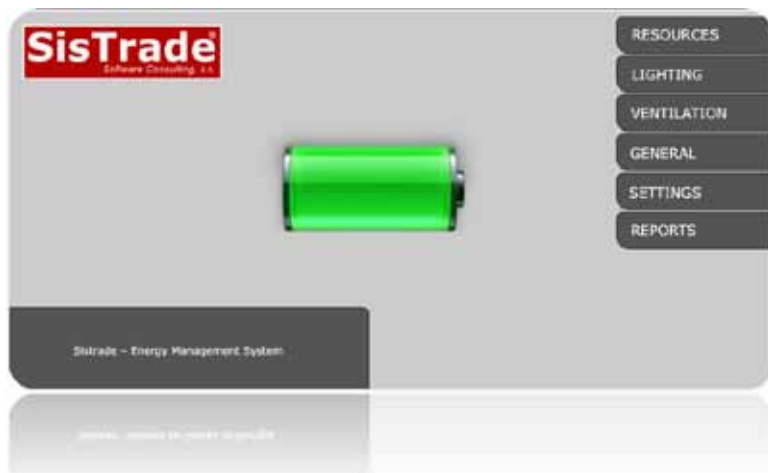 SisTrade®
Software Consulting, s.a.
RESOURCES
LIGHTING
VENTILATION
GENERAL
SETTINGS
REPORTS
Sistrade – Energy Management System